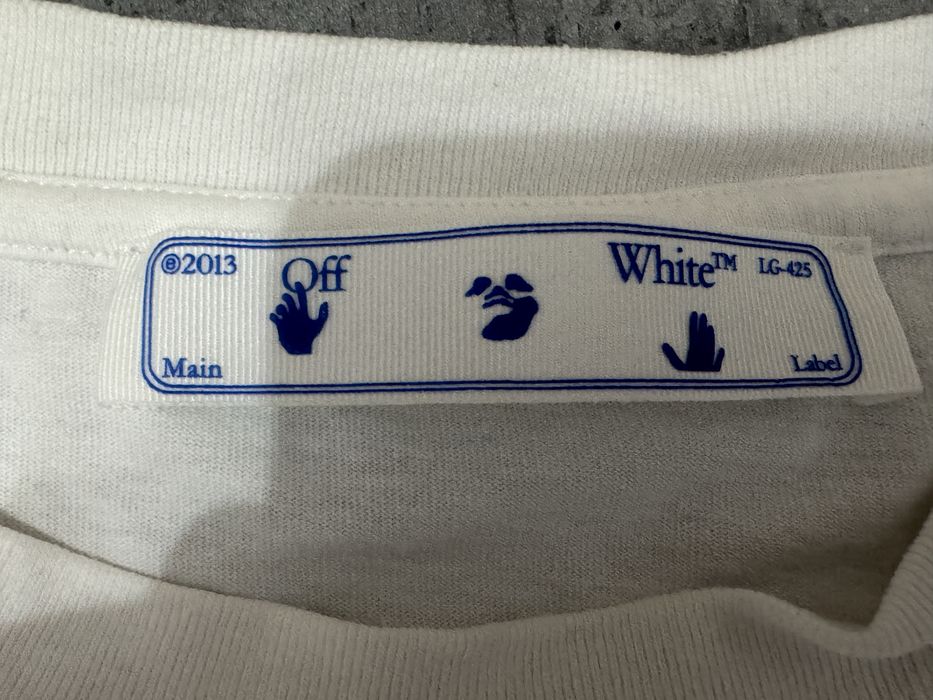 ©2013
Off
White™
LG-425
Main
Label